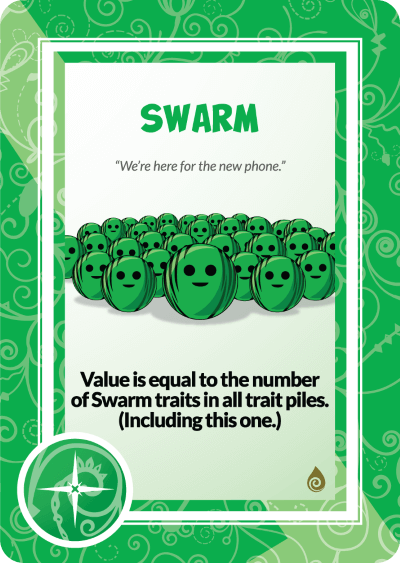 SWARM
“We’re here for the new phone.”
Value is equal to the number
of Swarm traits in all trait piles.
(Including this one.)